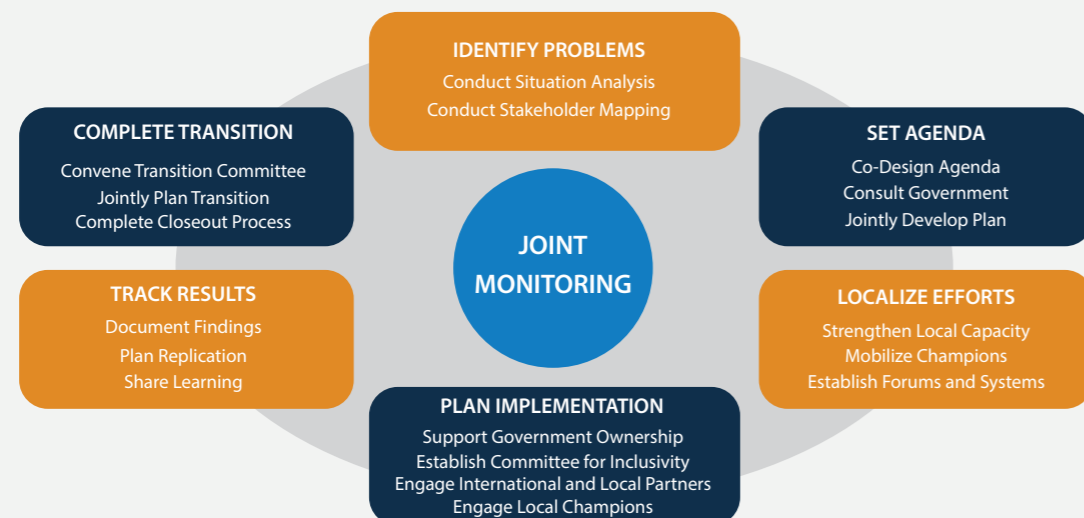 IDENTIFY PROBLEMS
Conduct Situation Analysis
Conduct Stakeholder Mapping
SET AGENDA
Co-Design Agenda
Consult Government
Jointly Develop Plan
LOCALIZE EFFORTS
Strengthen Local Capacity
Mobilize Champions
Establish Forums and Systems
PLAN IMPLEMENTATION
Support Government Ownership
Establish Committee for Inclusivity
Engage International and Local Partners
Engage Local Champions
TRACK RESULTS
Document Findings
Plan Replication
Share Learning
COMPLETE TRANSITION
Convene Transition Committee
Jointly Plan Transition
Complete Closeout Process
JOINT
MONITORING